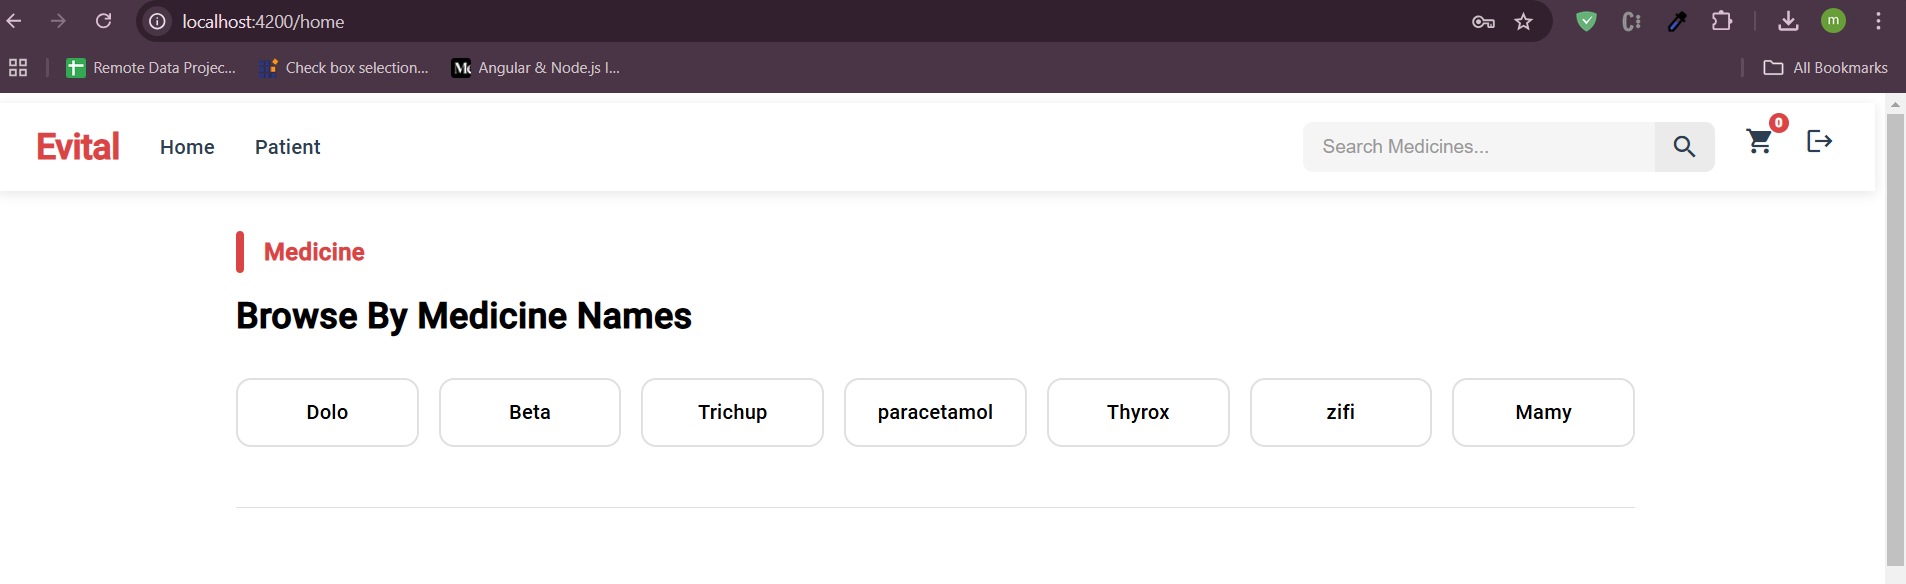 localhost:4200/home
m
Remote Data Projec... Check box selection... Angular & Node.js I... All Bookmarks
Evital Home Patient Search Medicines... 0
Medicine
Browse By Medicine Names
Dolo Beta Trichup paracetamol Thyrox zifi Mamy